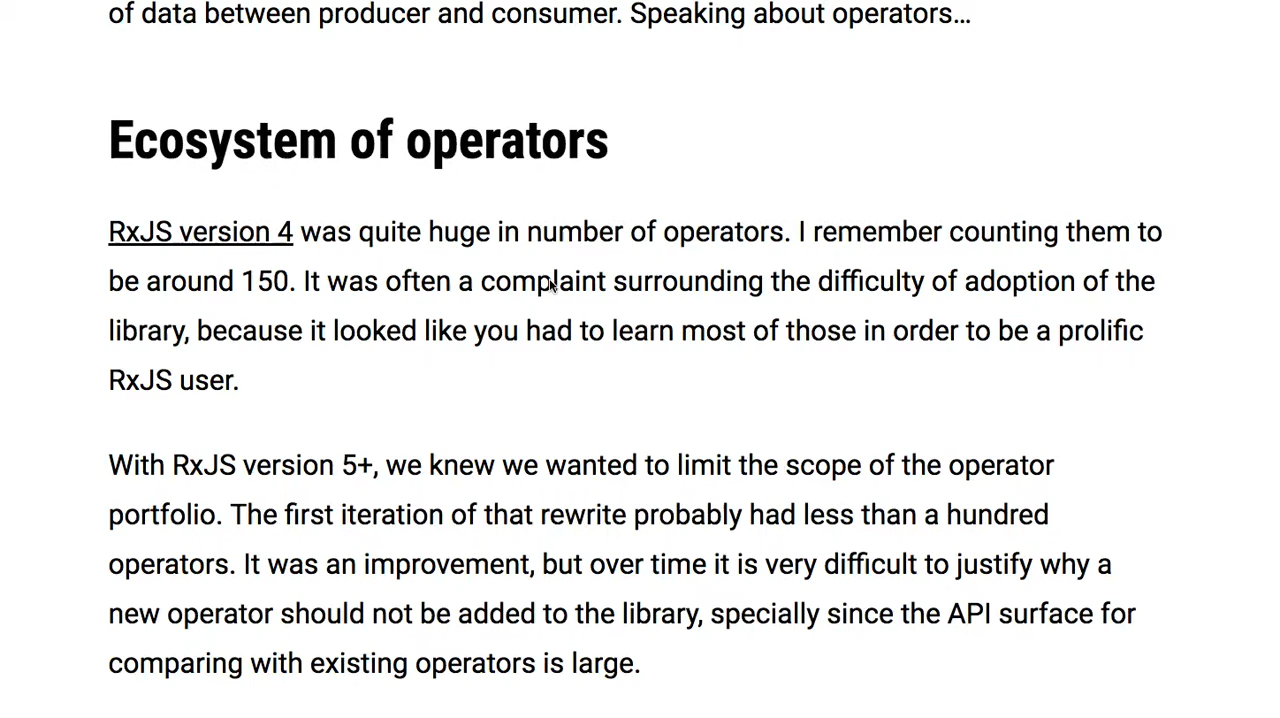 of data between producer and consumer. Speaking about operators…
Ecosystem of operators
RxJS version 4 was quite huge in number of operators. I remember counting them to
be around 150. It was often a complaint surrounding the difficulty of adoption of the
library, because it looked like you had to learn most of those in order to be a prolific
RxJS user.
With RxJS version 5+, we knew we wanted to limit the scope of the operator
portfolio. The first iteration of that rewrite probably had less than a hundred
operators. It was an improvement, but over time it is very difficult to justify why a
new operator should not be added to the library, specially since the API surface for
comparing with existing operators is large.